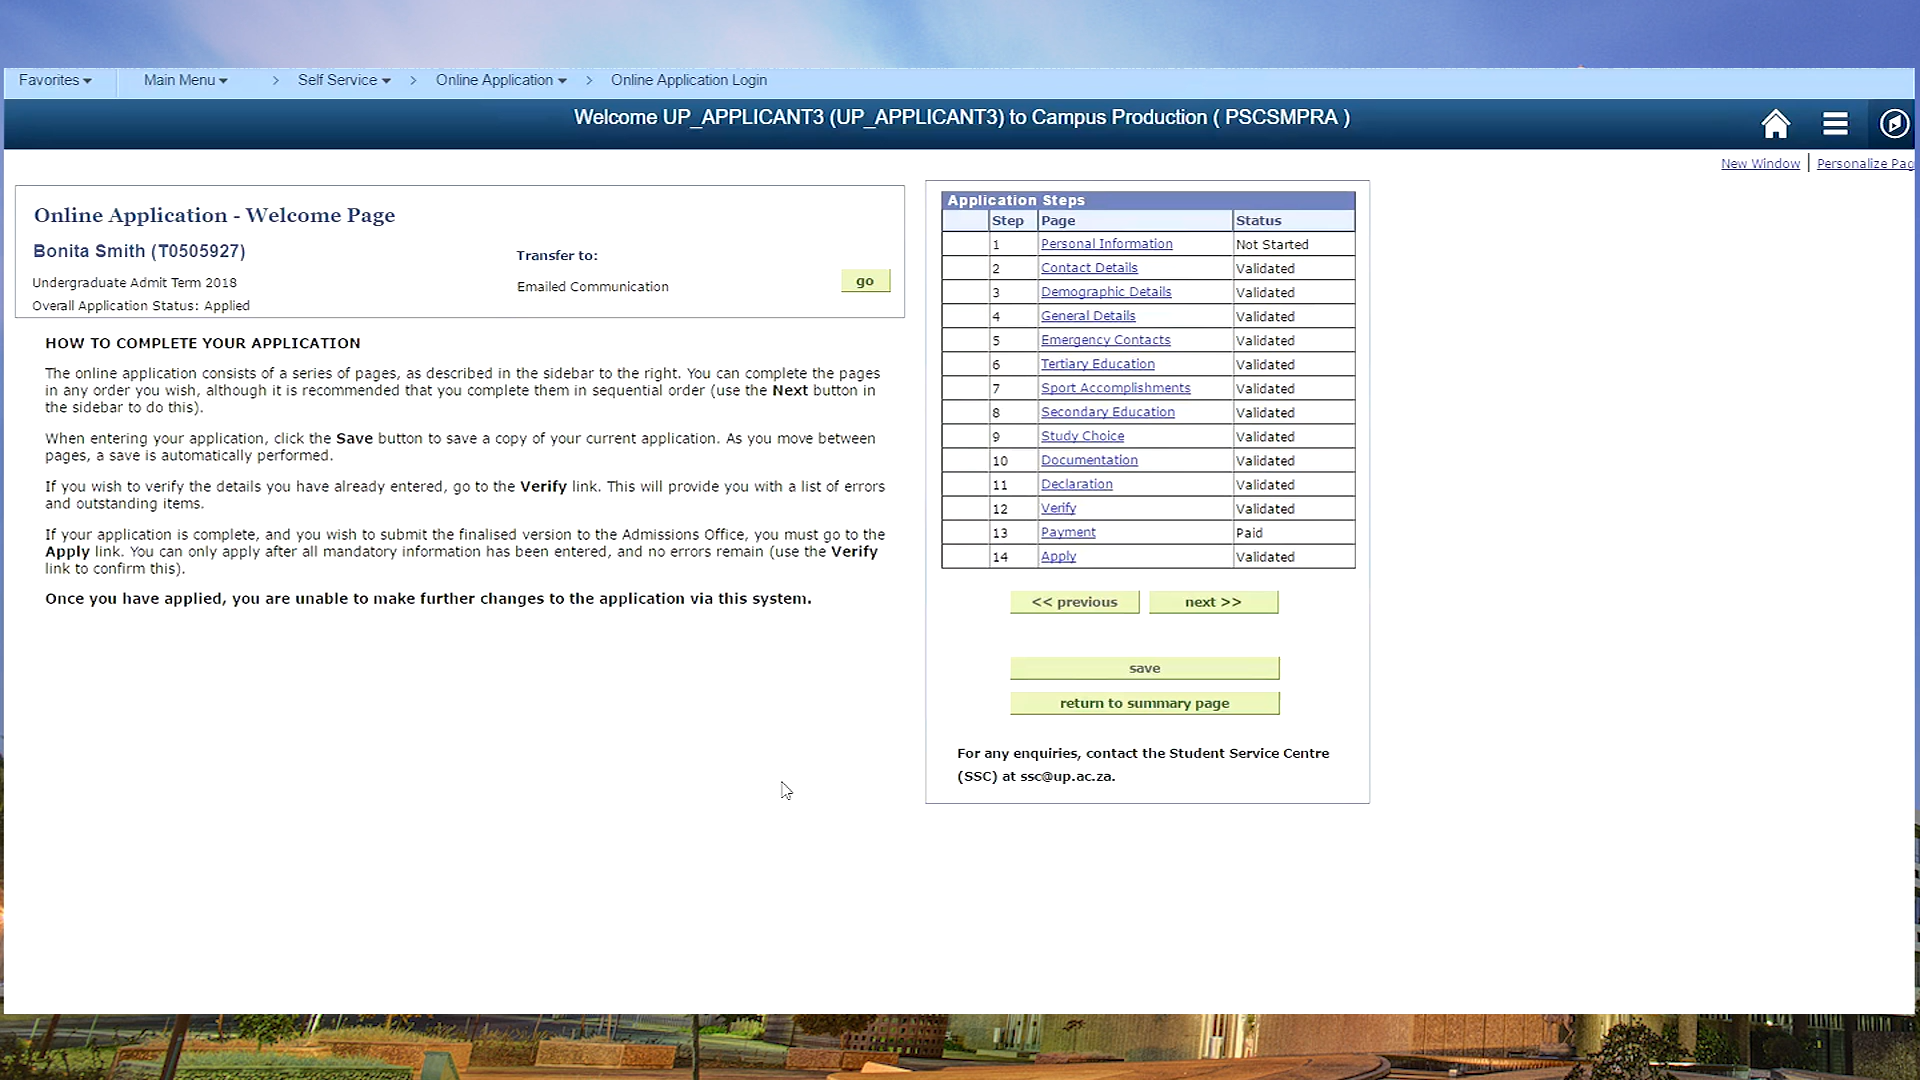 Favorites Main Menu > Self Service > Online Application > Online Application Login
Welcome UP_APPLICANT3 (UP_APPLICANT3) to Campus Production ( PSCSMPRA )
New Window | Personalize Pag
Online Application - Welcome Page
Bonita Smith (T0505927)
Undergraduate Admit Term 2018
Overall Application Status: Applied
Transfer to:
Emailed Communication
go
HOW TO COMPLETE YOUR APPLICATION
The online application consists of a series of pages, as described in the sidebar to the right. You can complete the pages
in any order you wish, although it is recommended that you complete them in sequential order (use the Next button in
the sidebar to do this).
When entering your application, click the Save button to save a copy of your current application. As you move between
pages, a save is automatically performed.
If you wish to verify the details you have already entered, go to the Verify link. This will provide you with a list of errors
and outstanding items.
If your application is complete, and you wish to submit the finalised version to the Admissions Office, you must go to the
Apply link. You can only apply after all mandatory information has been entered, and no errors remain (use the Verify
link to confirm this).
Once you have applied, you are unable to make further changes to the application via this system.
Application Steps
Step Page Status
1 Personal Information Not Started
2 Contact Details Validated
3 Demographic Details Validated
4 General Details Validated
5 Emergency Contacts Validated
6 Tertiary Education Validated
7 Sport Accomplishments Validated
8 Secondary Education Validated
9 Study Choice Validated
10 Documentation Validated
11 Declaration Validated
12 Verify Validated
13 Payment Paid
14 Apply Validated
<< previous next >>
save
return to summary page
For any enquiries, contact the Student Service Centre
(SSC) at ssc@up.ac.za.